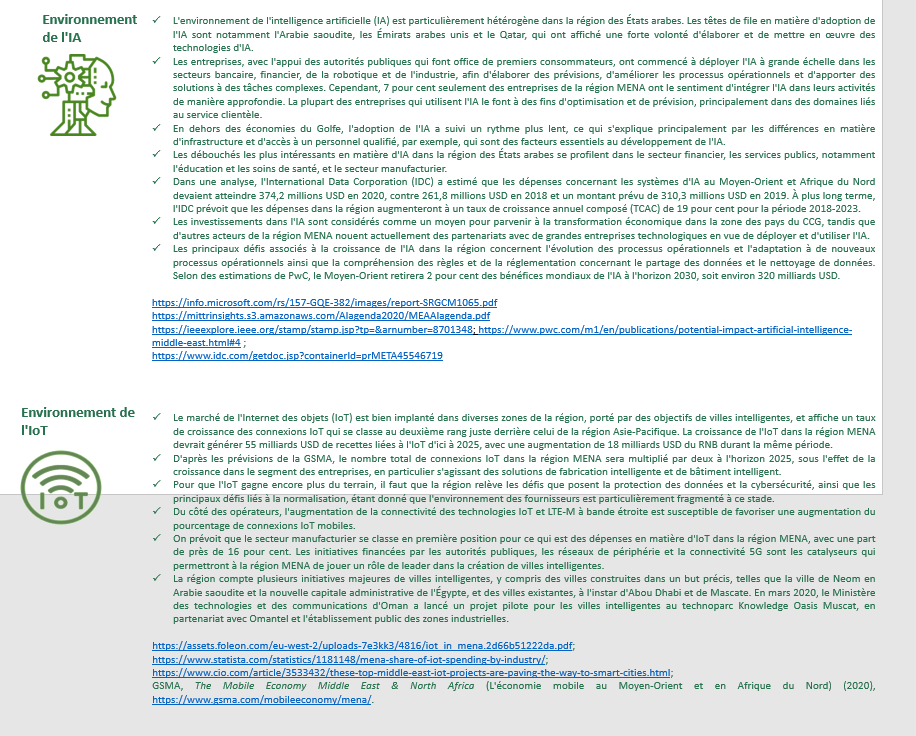 Environnement
de l'IA
✓ L'environnement de l'intelligence artificielle (IA) est particulièrement hétérogène dans la région des États arabes. Les têtes de file en matière d'adoption de
l'IA sont notamment l'Arabie saoudite, les Émirats arabes unis et le Qatar, qui ont affiché une forte volonté d'élaborer et de mettre en œuvre des
technologies d'IA.
✓ Les entreprises, avec l'appui des autorités publiques qui font office de premiers consommateurs, ont commencé à déployer l'IA à grande échelle dans les
secteurs bancaire, financier, de la robotique et de l'industrie, afin d'élaborer des prévisions, d'améliorer les processus opérationnels et d'apporter des
solutions à des tâches complexes. Cependant, 7 pour cent seulement des entreprises de la région MENA ont le sentiment d'intégrer l'IA dans leurs activités
de manière approfondie. La plupart des entreprises qui utilisent l'IA le font à des fins d'optimisation et de prévision, principalement dans des domaines liés
au service clientèle.
✓ En dehors des économies du Golfe, l'adoption de l'IA a suivi un rythme plus lent, ce qui s'explique principalement par les différences en matière
d'infrastructure et d'accès à un personnel qualifié, par exemple, qui sont des facteurs essentiels au développement de l'IA.
✓ Les débouchés les plus intéressants en matière d'IA dans la région des États arabes se profilent dans le secteur financier, les services publics, notamment
l'éducation et les soins de santé, et le secteur manufacturier.
✓ Dans une analyse, l'International Data Corporation (IDC) a estimé que les dépenses concernant les systèmes d'IA au Moyen-Orient et Afrique du Nord
devaient atteindre 374,2 millions USD en 2020, contre 261,8 millions USD en 2018 et un montant prévu de 310,3 millions USD en 2019. À plus long terme,
l'IDC prévoit que les dépenses dans la région augmenteront à un taux de croissance annuel composé (TCAC) de 19 pour cent pour la période 2018-2023.
✓ Les investissements dans l'IA sont considérés comme un moyen pour parvenir à la transformation économique dans la zone des pays du CCG, tandis que
d'autres acteurs de la région MENA nouent actuellement des partenariats avec de grandes entreprises technologiques en vue de déployer et d'utiliser l'IA.
✓ Les principaux défis associés à la croissance de l'IA dans la région concernent l'évolution des processus opérationnels et l'adaptation à de nouveaux
processus opérationnels ainsi que la compréhension des règles et de la réglementation concernant le partage des données et le nettoyage de données.
Selon des estimations de PwC, le Moyen-Orient retirera 2 pour cent des bénéfices mondiaux de l'IA à l'horizon 2030, soit environ 320 milliards USD.
https://info.microsoft.com/rs/157-GQE-382/images/report-SRGCM1065.pdf
https://mittrinsights.s3.amazonaws.com/AIagenda2020/MEAAIagenda.pdf
https://ieeexplore.ieee.org/stamp/stamp.jsp?tp=&arnumber=8701348; https://www.pwc.com/m1/en/publications/potential-impact-artificial-intelligence-
middle-east.html#4 ;
https://www.idc.com/getdoc.jsp?containerId=prMETA45546719
Environnement de
l'IoT
✓ Le marché de l'Internet des objets (IoT) est bien implanté dans diverses zones de la région, porté par des objectifs de villes intelligentes, et affiche un taux
de croissance des connexions IoT qui se classe au deuxième rang juste derrière celui de la région Asie-Pacifique. La croissance de l'IoT dans la région MENA
devrait générer 55 milliards USD de recettes liées à l'IoT d'ici à 2025, avec une augmentation de 18 milliards USD du RNB durant la même période.
✓ D'après les prévisions de la GSMA, le nombre total de connexions IoT dans la région MENA sera multiplié par deux à l'horizon 2025, sous l'effet de la
croissance dans le segment des entreprises, en particulier s'agissant des solutions de fabrication intelligente et de bâtiment intelligent.
✓ Pour que l'IoT gagne encore plus du terrain, il faut que la région relève les défis que posent la protection des données et la cybersécurité, ainsi que les
principaux défis liés à la normalisation, étant donné que l'environnement des fournisseurs est particulièrement fragmenté à ce stade.
IoT
✓ Du côté des opérateurs, l'augmentation de la connectivité des technologies IoT et LTE-M à bande étroite est susceptible de favoriser une augmentation du
pourcentage de connexions IoT mobiles.
✓ On prévoit que le secteur manufacturier se classe en première position pour ce qui est des dépenses en matière d'IoT dans la région MENA, avec une part
de près de 16 pour cent. Les initiatives financées par les autorités publiques, les réseaux de périphérie et la connectivité 5G sont les catalyseurs qui
permettront à la région MENA de jouer un rôle de leader dans la création de villes intelligentes.
✓ La région compte plusieurs initiatives majeures de villes intelligentes, y compris des villes construites dans un but précis, telles que la ville de Neom en
Arabie saoudite et la nouvelle capitale administrative de l'Égypte, et des villes existantes, à l'instar d'Abou Dhabi et de Mascate. En mars 2020, le Ministère
des technologies et des communications d'Oman a lancé un projet pilote pour les villes intelligentes au technoparc Knowledge Oasis Muscat, en
partenariat avec Omantel et l'établissement public des zones industrielles.
https://assets.foleon.com/eu-west-2/uploads-7e3kk3/4816/iot_in_mena.2d66b51222da.pdf;
https://www.statista.com/statistics/1181148/mena-share-of-iot-spending-by-industry/;
https://www.cio.com/article/3533432/these-top-middle-east-iot-projects-are-paving-the-way-to-smart-cities.html;
GSMA, The Mobile Economy Middle East & North Africa (L'économie mobile au Moyen-Orient et en Afrique du Nord) (2020),
https://www.gsma.com/mobileeconomy/mena/.